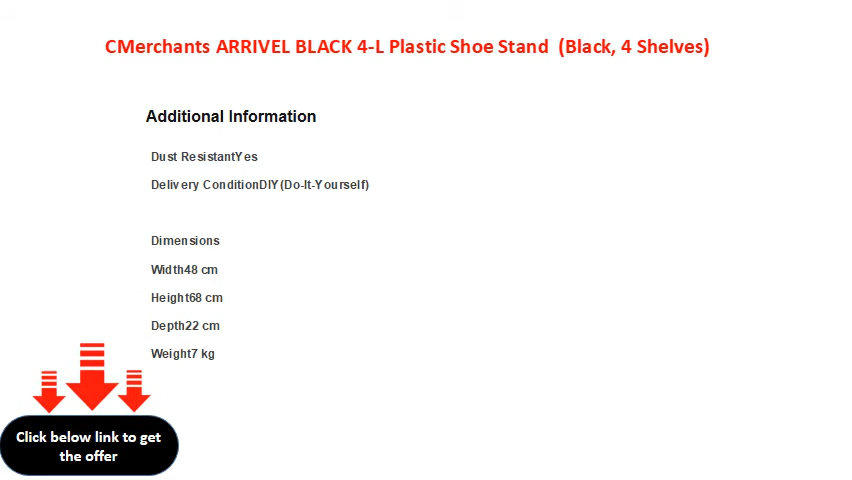 CMerchants ARRIVEL BLACK 4-L Plastic Shoe Stand  (Black, 4 Shelves)
Additional Information
Dust ResistantYes
Delivery ConditionDIY(Do-It-Yourself)
Dimensions
Width48 cm
Height68 cm
Depth22 cm
Weight7 kg
Click below link to get
the offer